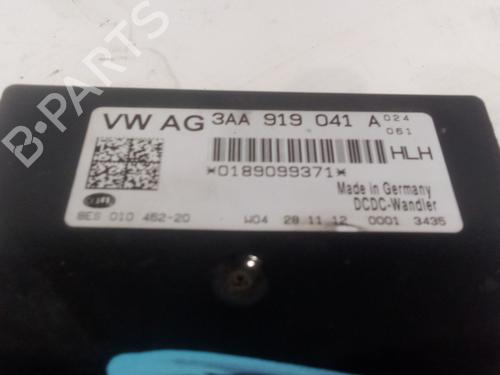 VW AG 3AA 919 041 A 024
061
*0189099371* HLH
Made in Germany
DCDC-Wandler
8ES 010 452-20 W04 28 11 12 0001 3435
B-PARTS